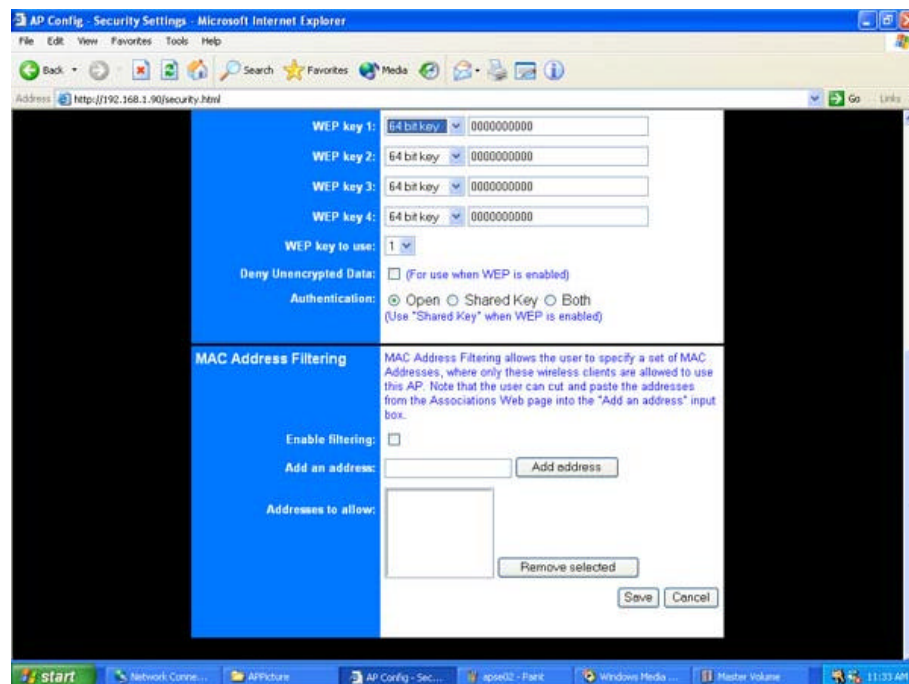 AP Config - Security Settings - Microsoft Internet Explorer
File Edit View Favorites Tools Help
Back Search Favorites Media
Address http://192.168.1.90/security.html Go Links
WEP key 1: 64 bit key 0000000000
WEP key 2: 64 bit key 0000000000
WEP key 3: 64 bit key 0000000000
WEP key 4: 64 bit key 0000000000
WEP key to use: 1
Deny Unencrypted Data: (For use when WEP is enabled)
Authentication: Open Shared Key Both
(Use "Shared Key" when WEP is enabled)
MAC Address Filtering
MAC Address Filtering allows the user to specify a set of MAC
Addresses, where only these wireless clients are allowed to use
this AP. Note that the user can cut and paste the addresses
from the Associations Web page into the "Add an address" input
box.
Enable filtering:
Add an address: Add address
Addresses to allow:
Remove selected
Save Cancel
start Network Conne... APPicture AP Config - Sec... apse02 - Paint Windows Media ... Master Volume 11:33 AM